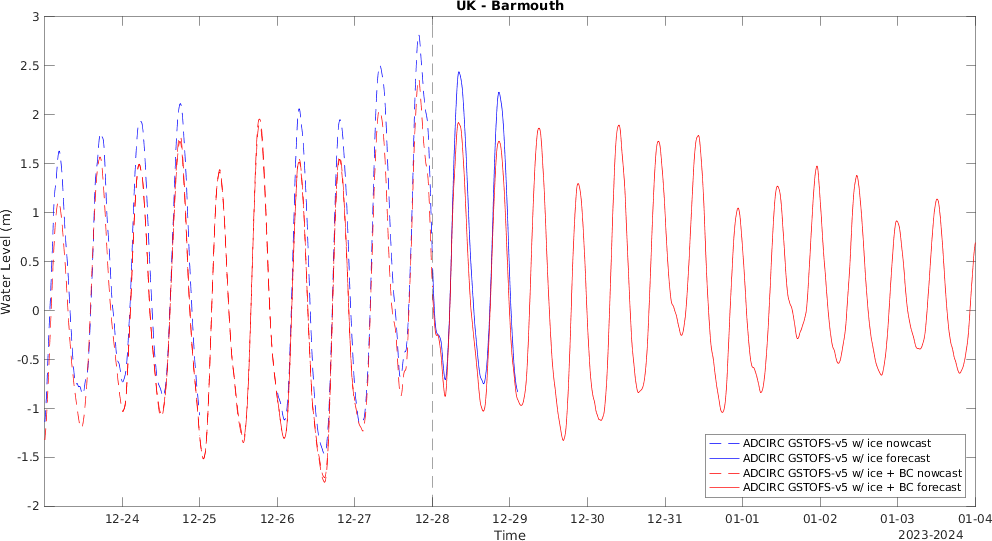 UK - Barmouth
3
2.5
2
1.5
1
0.5
0
-0.5
-1
-1.5
-2
Water Level (m)
ADCIRC GSTOFS-v5 w/ ice nowcast
ADCIRC GSTOFS-v5 w/ ice forecast
ADCIRC GSTOFS-v5 w/ ice + BC nowcast
ADCIRC GSTOFS-v5 w/ ice + BC forecast
12-24 12-25 12-26 12-27 12-28 12-29 12-30 12-31 01-01 01-02 01-03 01-04
Time
2023-2024